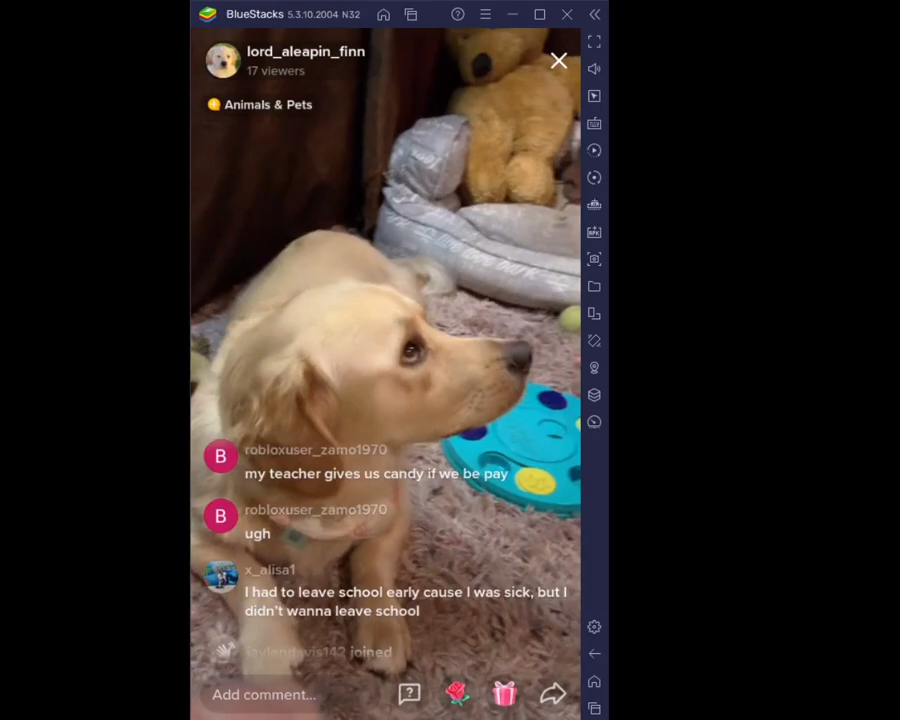 BlueStacks 5.3.10.2004 N32
lord_aleapin_finn
17 viewers
Animals & Pets
B
robloxuser_zamo1970
my teacher gives us candy if we be pay
B
robloxuser_zamo1970
ugh
x_alisa1
I had to leave school early cause I was sick, but I
didn't wanna leave school
joined
Add comment...